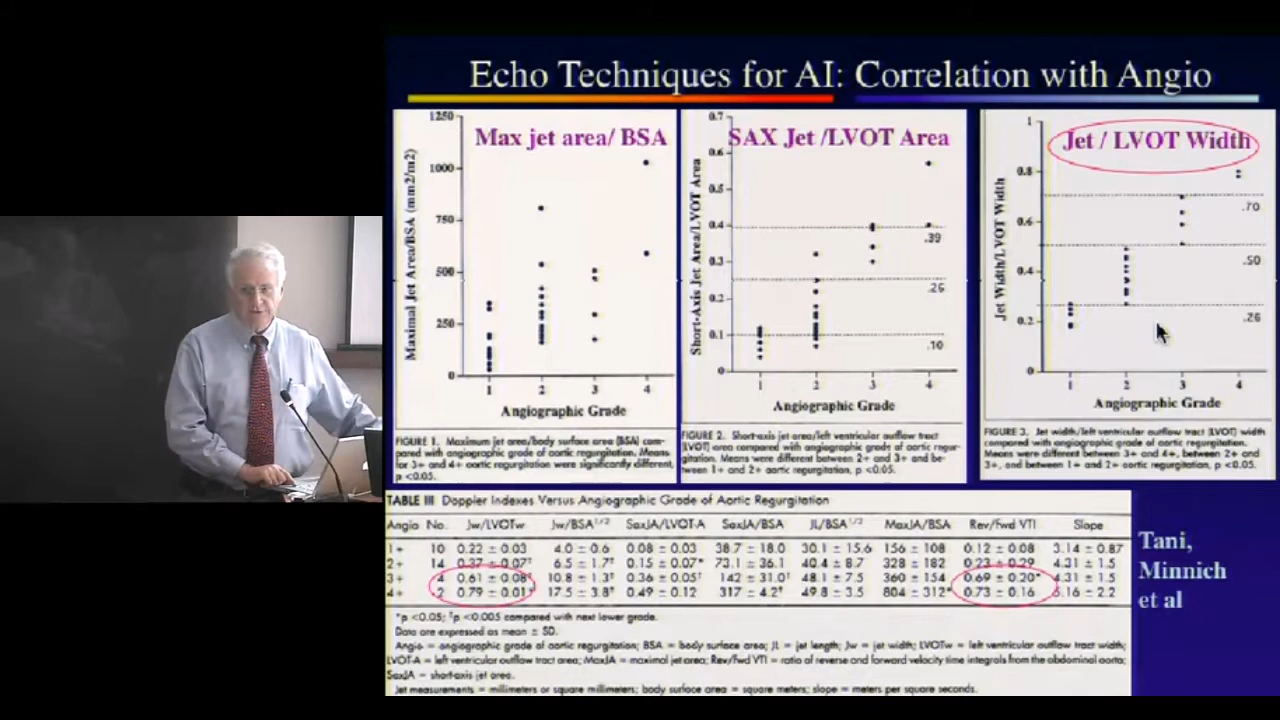 Echo Techniques for AI: Correlation with Angio
Max jet area/ BSA
Maximal Jet Area/BSA (mm2/m2)
1250
1000
750
500
250
0
1 2 3 4
Angiographic Grade
FIGURE 1. Maximum jet area/body surface area (BSA) com-
pared with angiographic grade of aortic regurgitation. Means
for 3+ and 4+ aortic regurgitation were significantly different,
p <0.05.
SAX Jet /LVOT Area
Short-Axis Jet Area/LVOT Area
0.7
0.6
0.5
0.4
0.3
0.2
0.1
0
.39
.26
.10
1 2 3 4
Angiographic Grade
FIGURE 2. Short-axis jet area/left ventricular outflow tract
(LVOT) area compared with angiographic grade of aortic regur-
gitation. Means were different between 2+ and 3+ and be-
tween 1+ and 2+ aortic regurgitation, p <0.05.
Jet / LVOT Width
Jet Width/LVOT Width
1
0.8
0.6
0.4
0.2
0
.70
.50
.26
1 2 3 4
Angiographic Grade
FIGURE 3. Jet width/left ventricular outflow tract (LVOT) width
compared with angiographic grade of aortic regurgitation.
Means were different between 3+ and 4+, between 2+ and
3+, and between 1+ and 2+ aortic regurgitation, p <0.05.
TABLE III Doppler Indexes Versus Angiographic Grade of Aortic Regurgitation
Angio No. Jw/LVOTw Jw/BSA1/2 SaxJA/LVOT-A SaxJA/BSA JL/BSA1/2 MaxJA/BSA Rev/Fwd VTI Slope
1+ 10 0.22 ± 0.03 4.0 ± 0.6 0.08 ± 0.03 38.7 ± 18.0 30.1 ± 15.6 156 ± 108 0.12 ± 0.08 3.14 ± 0.87
2+ 14 0.37 ± 0.07† 6.5 ± 1.7† 0.15 ± 0.07* 73.1 ± 36.1 40.4 ± 8.7 328 ± 182 0.23 ± 0.29 4.31 ± 1.5
3+ 4 0.61 ± 0.08† 10.8 ± 1.3† 0.36 ± 0.05† 142 ± 31.0† 48.1 ± 7.5 360 ± 154 0.69 ± 0.20* 4.31 ± 1.5
4+ 2 0.79 ± 0.01 17.5 ± 3.8† 0.49 ± 0.12 317 ± 4.2† 49.8 ± 3.5 804 ± 312* 0.73 ± 0.16 5.16 ± 2.2
*p <0.05; †p <0.005 compared with next lower grade.
Data are expressed as mean ± SD.
Angio = angiographic grade of aortic regurgitation; BSA = body surface area; JL = jet length; Jw = jet width; LVOTw = left ventricular outflow tract width;
LVOT-A = left ventricular outflow tract area; MaxJA = maximal jet area; Rev/Fwd VTI = ratio of reverse and forward velocity time integrals from the abdominal aorta;
SaxJA = short-axis jet area.
Jet measurements = millimeters or square millimeters; body surface area = square meters; slope = meters per square seconds.
Tani,
Minnich
et al